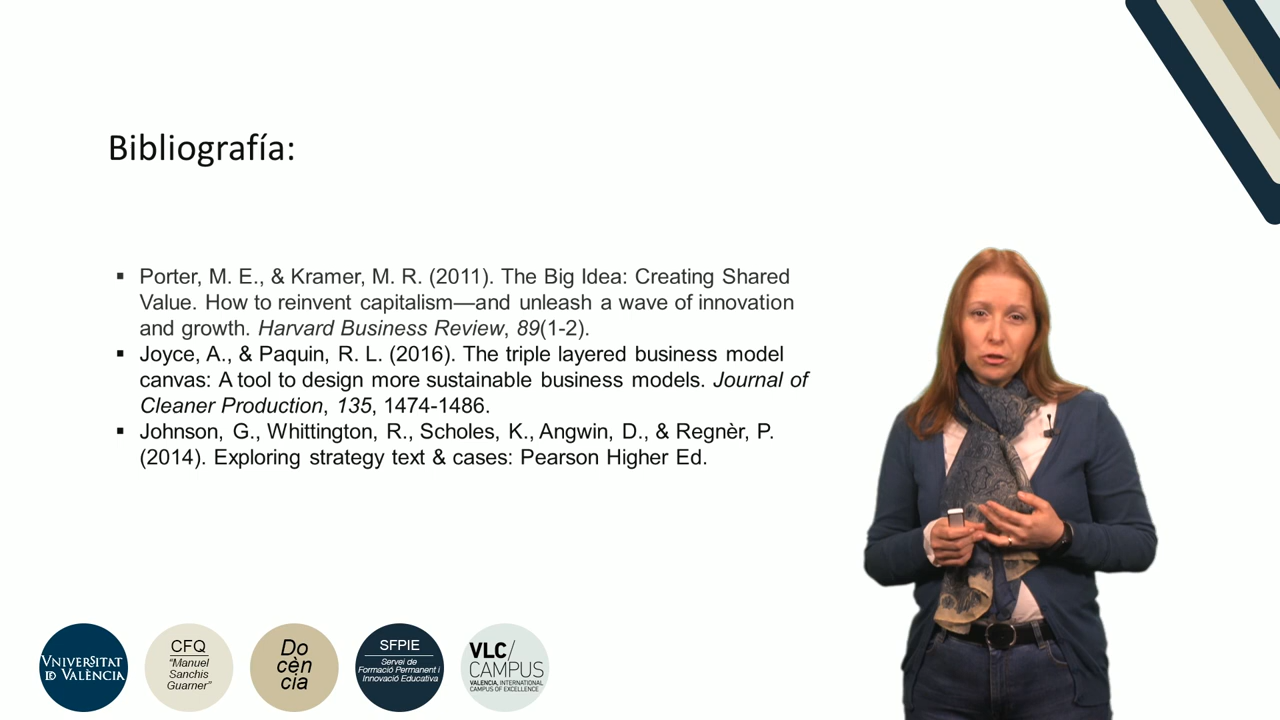 Bibliografía:
▪ Porter, M. E., & Kramer, M. R. (2011). The Big Idea: Creating Shared
Value. How to reinvent capitalism—and unleash a wave of innovation
and growth. Harvard Business Review, 89(1-2).
▪ Joyce, A., & Paquin, R. L. (2016). The triple layered business model
canvas: A tool to design more sustainable business models. Journal of
Cleaner Production, 135, 1474-1486.
▪ Johnson, G., Whittington, R., Scholes, K., Angwin, D., & Regnèr, P.
(2014). Exploring strategy text & cases: Pearson Higher Ed.
VNIVERSITAT
ID VALÈNCIA
CFQ
“Manuel
Sanchis
Guarner”
Do
cèn
cia
SFPIE
Servei de
Formació Permanent i
Innovació Educativa
VLC/
CAMPUS
VALENCIA, INTERNATIONAL
CAMPUS OF EXCELLENCE